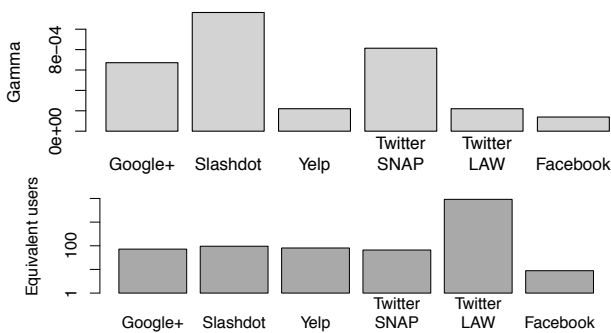 Gamma
8e-04
0e+00
Google+ Slashdot Yelp Twitter SNAP Twitter LAW Facebook
Equivalent users
100
1
Google+ Slashdot Yelp Twitter SNAP Twitter LAW Facebook